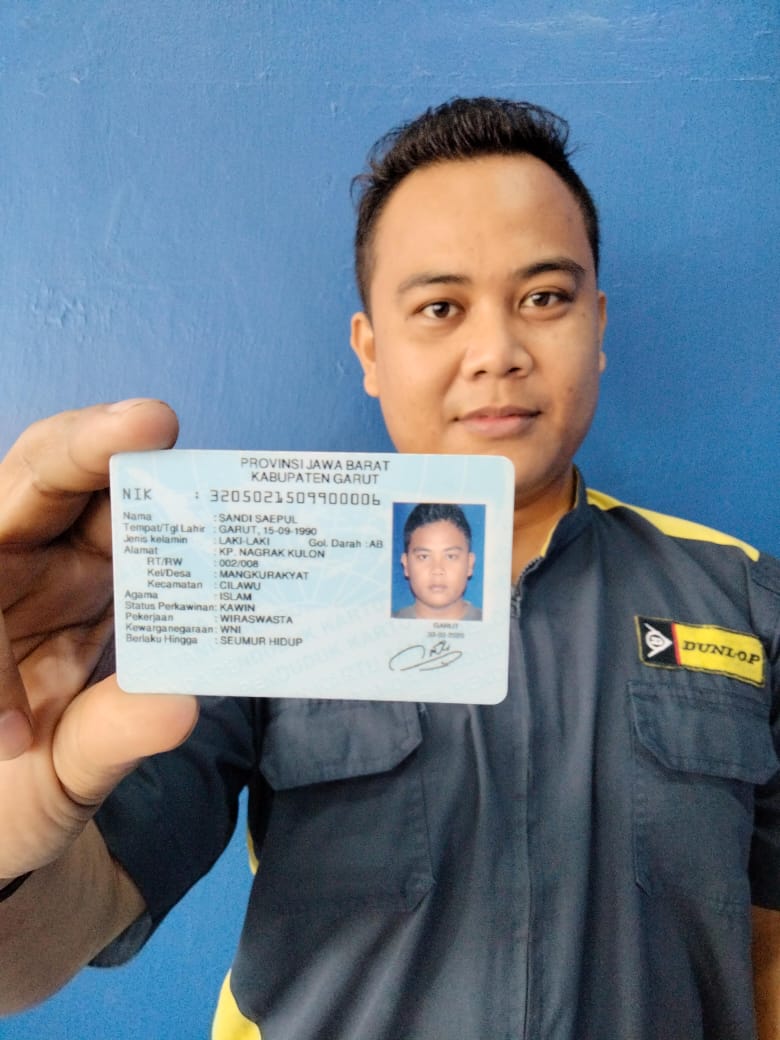 PROVINSI JAWA BARAT
KABUPATEN GARUT
NIK : 3205021509900006
Nama : SANDI SAEPUL
Tempat/Tgl Lahir : GARUT, 15-09-1990
Jenis kelamin : LAKI-LAKI Gol. Darah : AB
Alamat : KP. NAGRAK KULON
RT/RW : 002/008
Kel/Desa : MANGKURAKYAT
Kecamatan : CILAWU
Agama : ISLAM
Status Perkawinan: KAWIN
Pekerjaan : WIRASWASTA
Kewarganegaraan: WNI
Berlaku Hingga : SEUMUR HIDUP
GARUT
DUNLOP